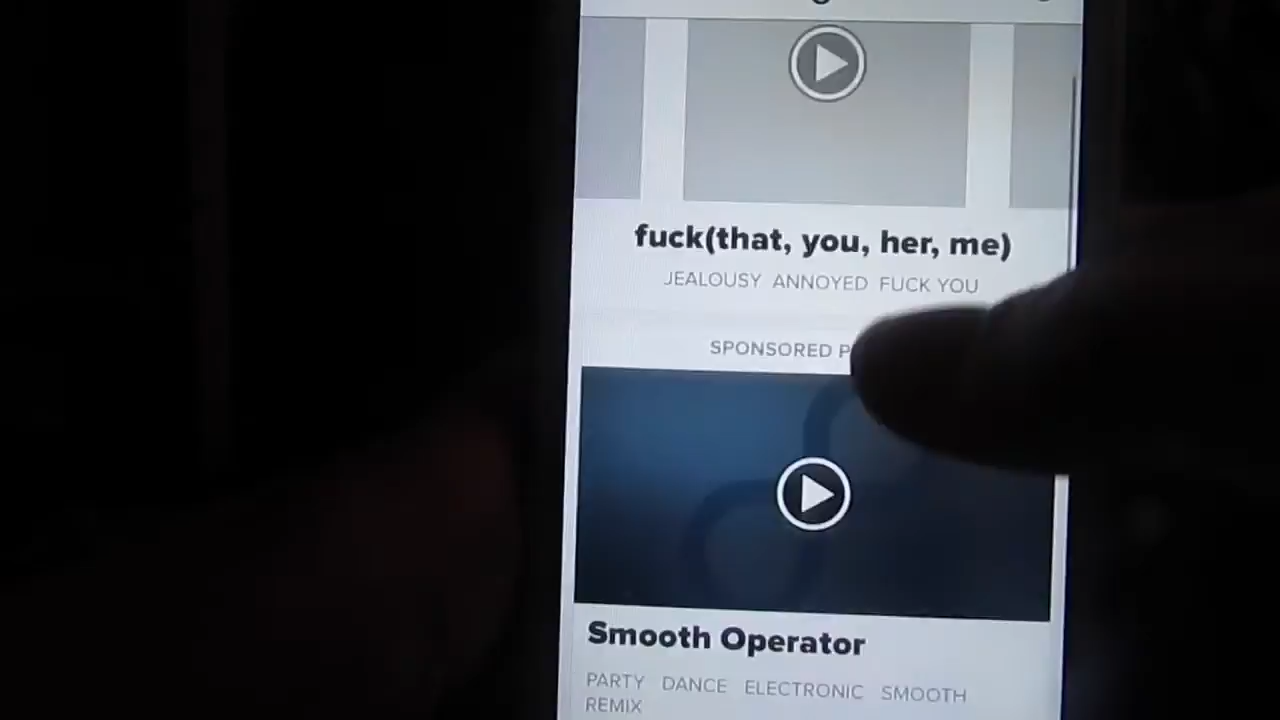 fuck(that, you, her, me)
JEALOUSY ANNOYED FUCK YOU
SPONSORED
Smooth Operator
PARTY DANCE ELECTRONIC SMOOTH
REMIX